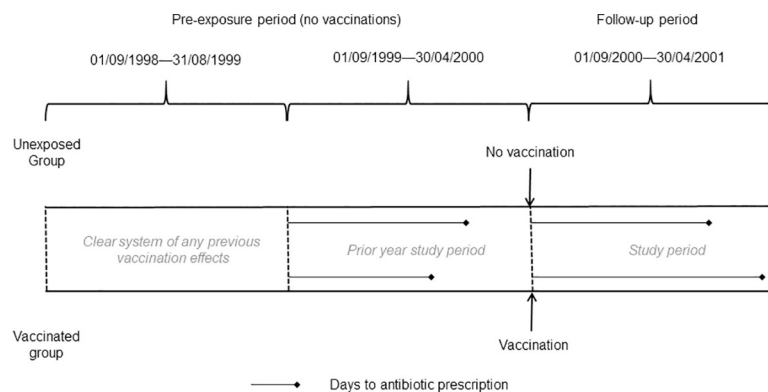 Pre-exposure period (no vaccinations)
Follow-up period
01/09/1998—31/08/1999
01/09/1999—30/04/2000
01/09/2000—30/04/2001
Unexposed
Group
No vaccination
Clear system of any previous
vaccination effects
Prior year study period
Study period
Vaccinated
group
Vaccination
Days to antibiotic prescription